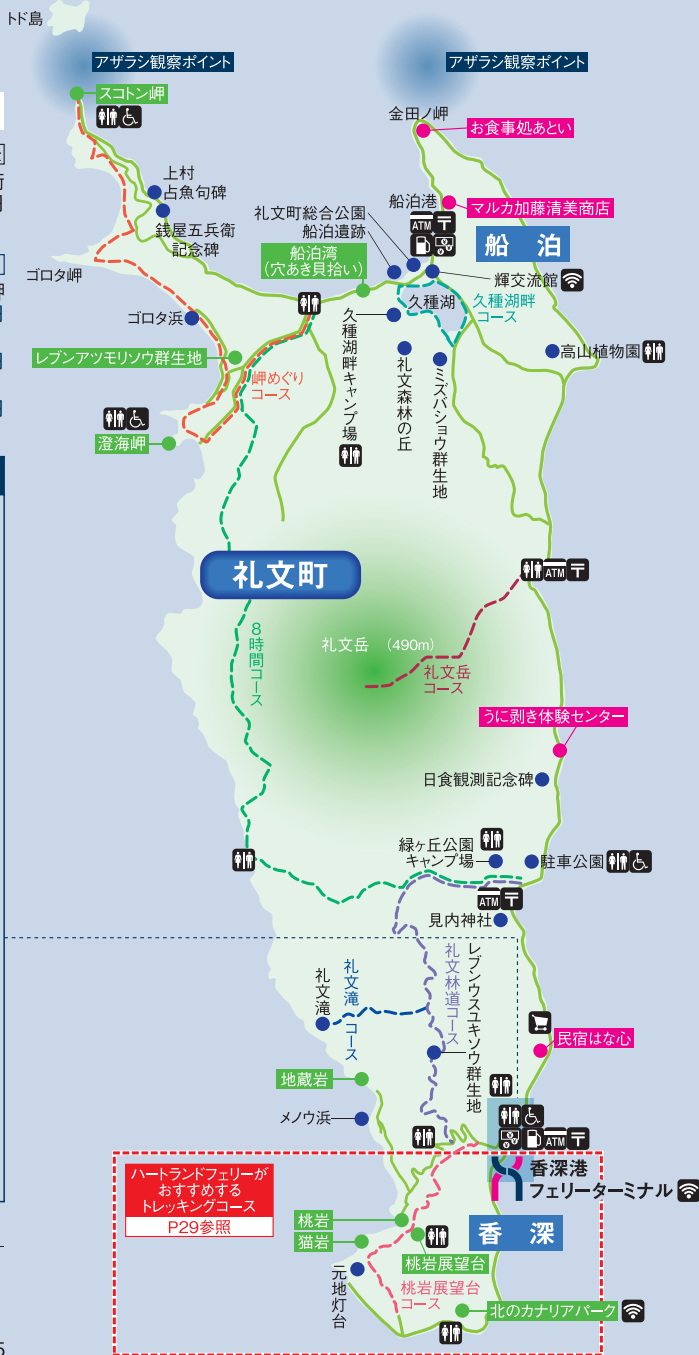 トド島
アザラシ観察ポイント
アザラシ観察ポイント
スコトン岬
金田ノ岬
お食事処あとい
上村
占魚句碑
銭屋五兵衛
記念碑
船泊港
マルカ加藤清美商店
ATM 〒
礼文町総合公園
船泊遺跡
船泊
船泊湾
(穴あき貝拾い)
輝交流館
ゴロタ岬
久種湖
久種湖畔
コース
ゴロタ浜
久種湖畔キャンプ場
礼文森林の丘
ミズバショウ群生地
高山植物園
レブンアツモリソウ群生地
岬めぐり
コース
澄海岬
礼文町
ATM 〒
8時間コース
礼文岳 (490m)
礼文岳
コース
うに剥き体験センター
日食観測記念碑
緑ヶ丘公園
キャンプ場
駐車公園
ATM 〒
見内神社
礼文滝
礼文滝コース
礼文林道コース
レブンウスユキソウ群生地
民宿はな心
地蔵岩
メノウ浜
ATM 〒
香深港
フェリーターミナル
ハートランドフェリーが
おすすめする
トレッキングコース
P29参照
桃岩
猫岩
香深
桃岩展望台
元地灯台
桃岩展望台
コース
北のカナリアパーク